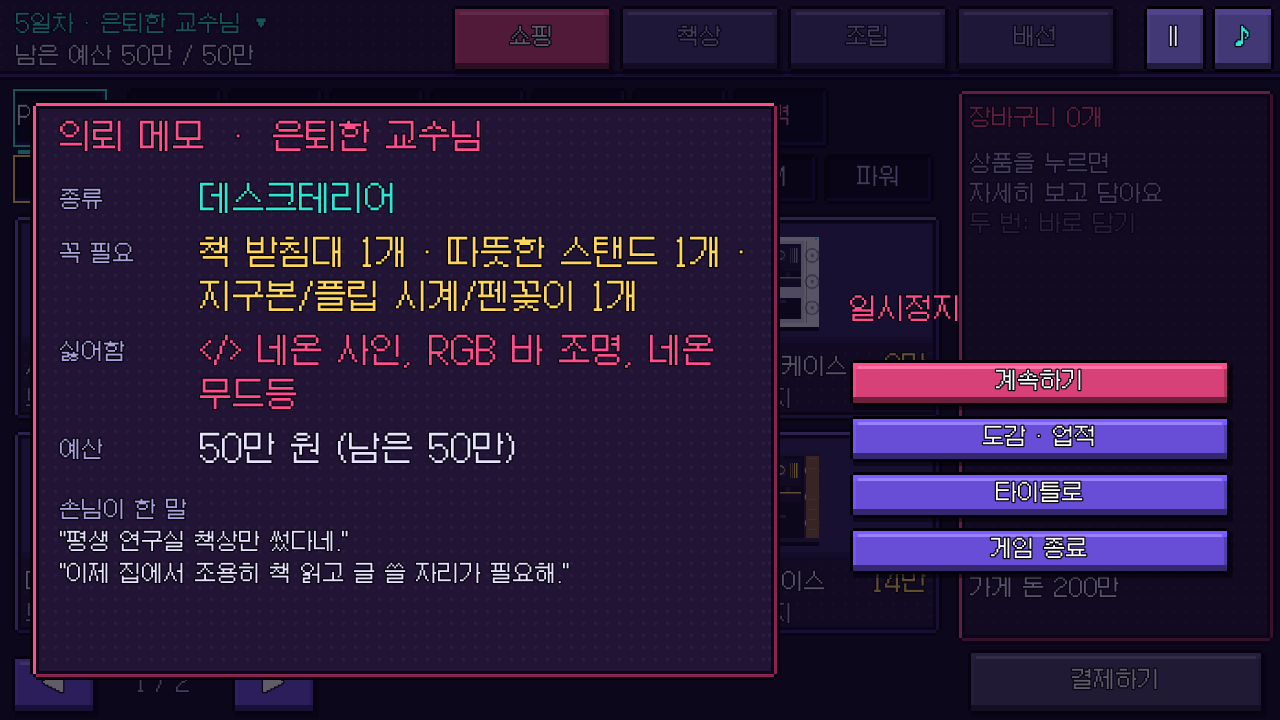 5일차 · 은퇴한 교수님 ▼
남은 예산 50만 / 50만
쇼핑
책상
조립
배선
의뢰 메모 · 은퇴한 교수님
종류
데스크테리어
꼭 필요
책 받침대 1개 · 따뜻한 스탠드 1개 ·
지구본/플립 시계/펜꽂이 1개
싫어함
</> 네온 사인, RGB 바 조명, 네온
무드등
예산
50만 원 (남은 50만)
손님이 한 말
"평생 연구실 책상만 썼다네."
"이제 집에서 조용히 책 읽고 글 쓸 자리가 필요해."
파워
케이스
14만
1 / 2
장바구니 0개
상품을 누르면
자세히 보고 담아요
두 번: 바로 담기
일시정지
계속하기
도감 · 업적
타이틀로
게임 종료
가게 돈 200만
결제하기